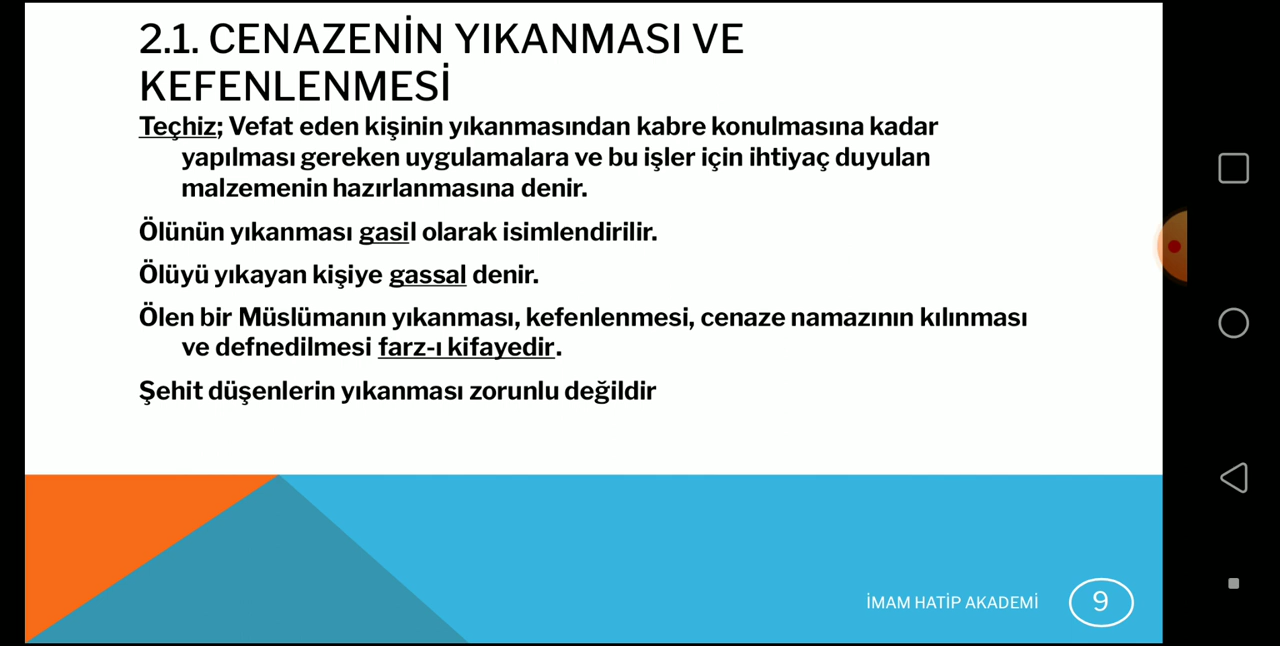 2.1. CENAZENİN YIKANMASI VE
KEFENLENMESİ
Teçhiz; Vefat eden kişinin yıkanmasından kabre konulmasına kadar
yapılması gereken uygulamalara ve bu işler için ihtiyaç duyulan
malzemenin hazırlanmasına denir.
Ölünün yıkanması gasil olarak isimlendirilir.
Ölüyü yıkayan kişiye gassal denir.
Ölen bir Müslümanın yıkanması, kefenlenmesi, cenaze namazının kılınması
ve defnedilmesi farz-ı kifayedir.
Şehit düşenlerin yıkanması zorunlu değildir
İMAM HATİP AKADEMİ
9